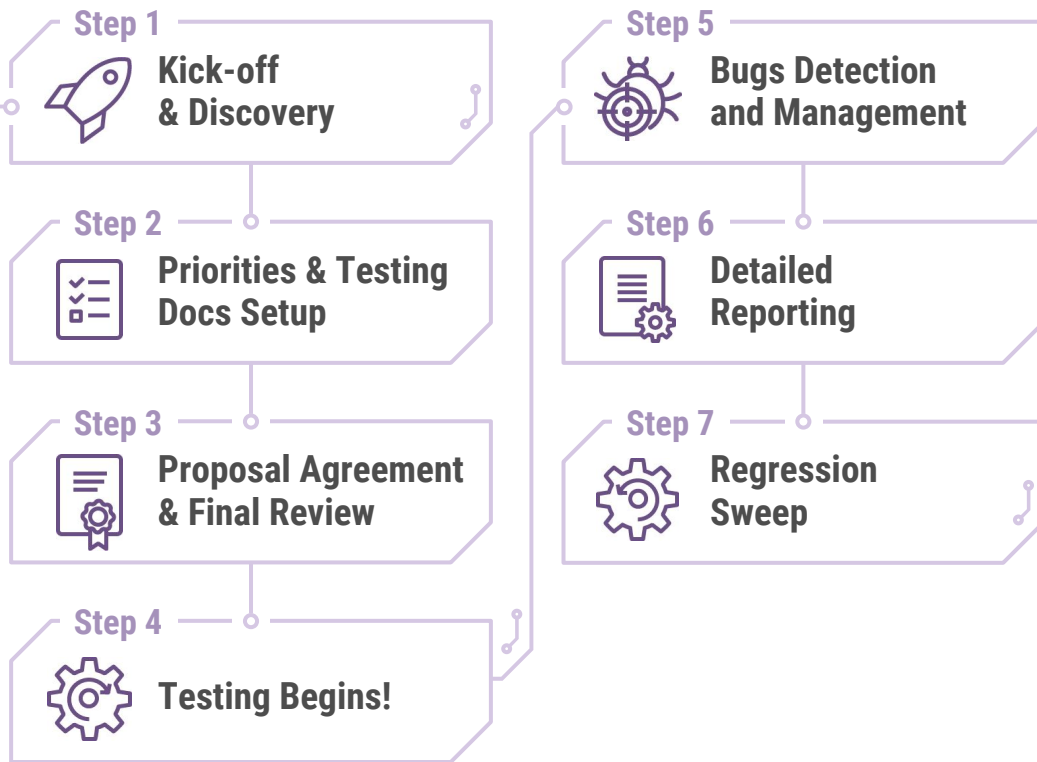 Step 1
Kick-off
& Discovery
Step 2
Priorities & Testing
Docs Setup
Step 3
Proposal Agreement
& Final Review
Step 4
Testing Begins!
Step 5
Bugs Detection
and Management
Step 6
Detailed
Reporting
Step 7
Regression
Sweep